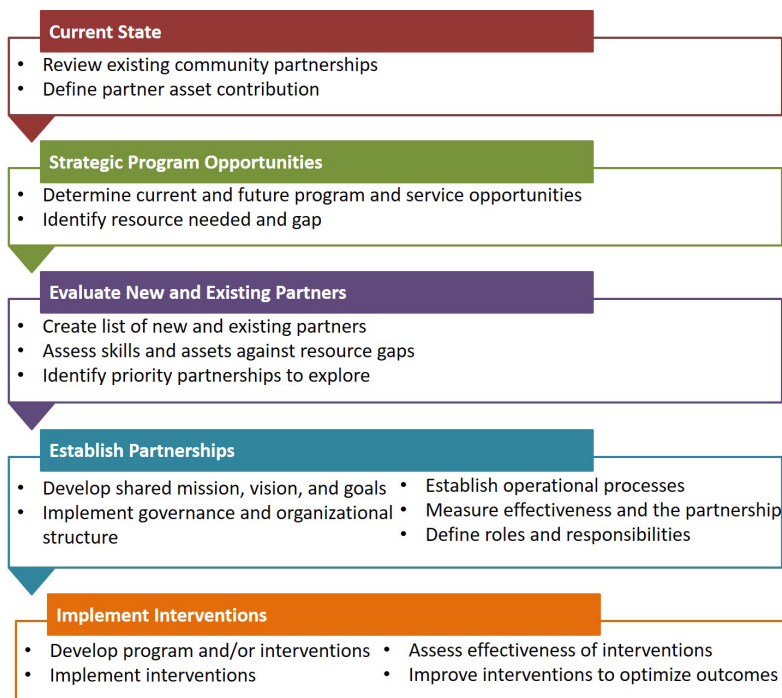 Current State
• Review existing community partnerships
• Define partner asset contribution
Strategic Program Opportunities
• Determine current and future program and service opportunities
• Identify resource needed and gap
Evaluate New and Existing Partners
• Create list of new and existing partners
• Assess skills and assets against resource gaps
• Identify priority partnerships to explore
Establish Partnerships
• Develop shared mission, vision, and goals
• Implement governance and organizational
structure
• Establish operational processes
• Measure effectiveness and the partnership
• Define roles and responsibilities
Implement Interventions
• Develop program and/or interventions
• Implement interventions
• Assess effectiveness of interventions
• Improve interventions to optimize outcomes